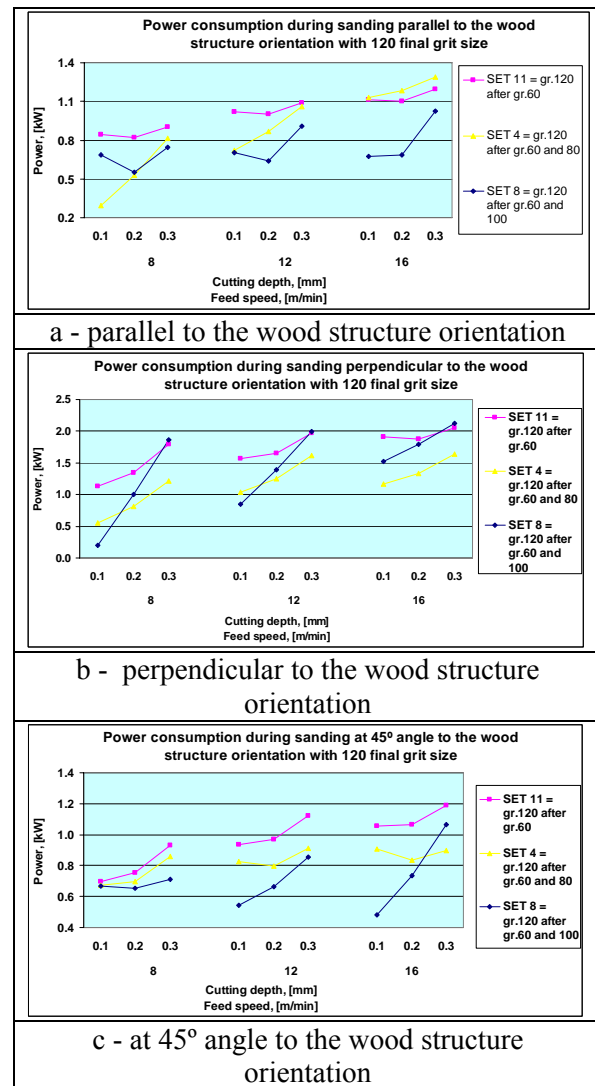 Power consumption during sanding parallel to the wood
structure orientation with 120 final grit size
1.4
1.1
0.8
0.5
0.2
Power, [kW]
0.1 0.2 0.3 0.1 0.2 0.3 0.1 0.2 0.3
8 12 16
Cutting depth, [mm]
Feed speed, [m/min]
SET 11 = gr.120
after gr.60
SET 4 = gr.120
after gr.60 and 80
SET 8 = gr.120
after gr.60 and
100
a - parallel to the wood structure orientation
Power consumption during sanding perpendicular to the wood
structure orientation with 120 final grit size
2.5
2.0
1.5
1.0
0.5
0.0
Power, [kW]
0.1 0.2 0.3 0.1 0.2 0.3 0.1 0.2 0.3
8 12 16
Cutting depth, [mm]
Feed speed, [m/min]
SET 11 =
gr.120 after
gr.60
SET 4 =
gr.120 after
gr.60 and 80
SET 8 =
gr.120 after
gr.60 and
100
b - perpendicular to the wood structure
orientation
Power consumption during sanding at 45º angle to the wood
structure orientation with 120 final grit size
1.4
1.2
1.0
0.8
0.6
0.4
Power, [kW]
0.1 0.2 0.3 0.1 0.2 0.3 0.1 0.2 0.3
8 12 16
Cutting depth, [mm]
Feed speed, [m/min]
SET 11 =
gr.120 after
gr.60
SET 4 =
gr.120 after
gr.60 and 80
SET 8 =
gr.120 after
gr.60 and 100
c - at 45º angle to the wood structure
orientation